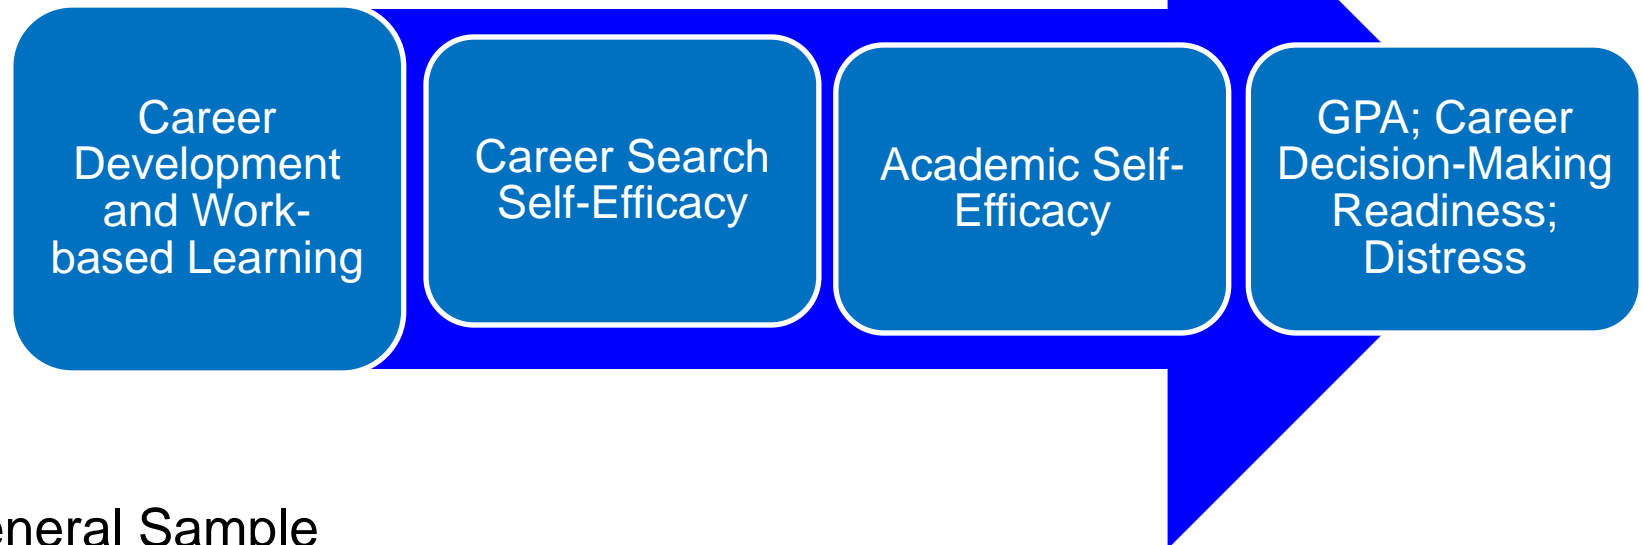 Career
Development
and Work-
based Learning
Career Search
Self-Efficacy
Academic Self-
Efficacy
GPA; Career
Decision-Making
Readiness;
Distress
Sample